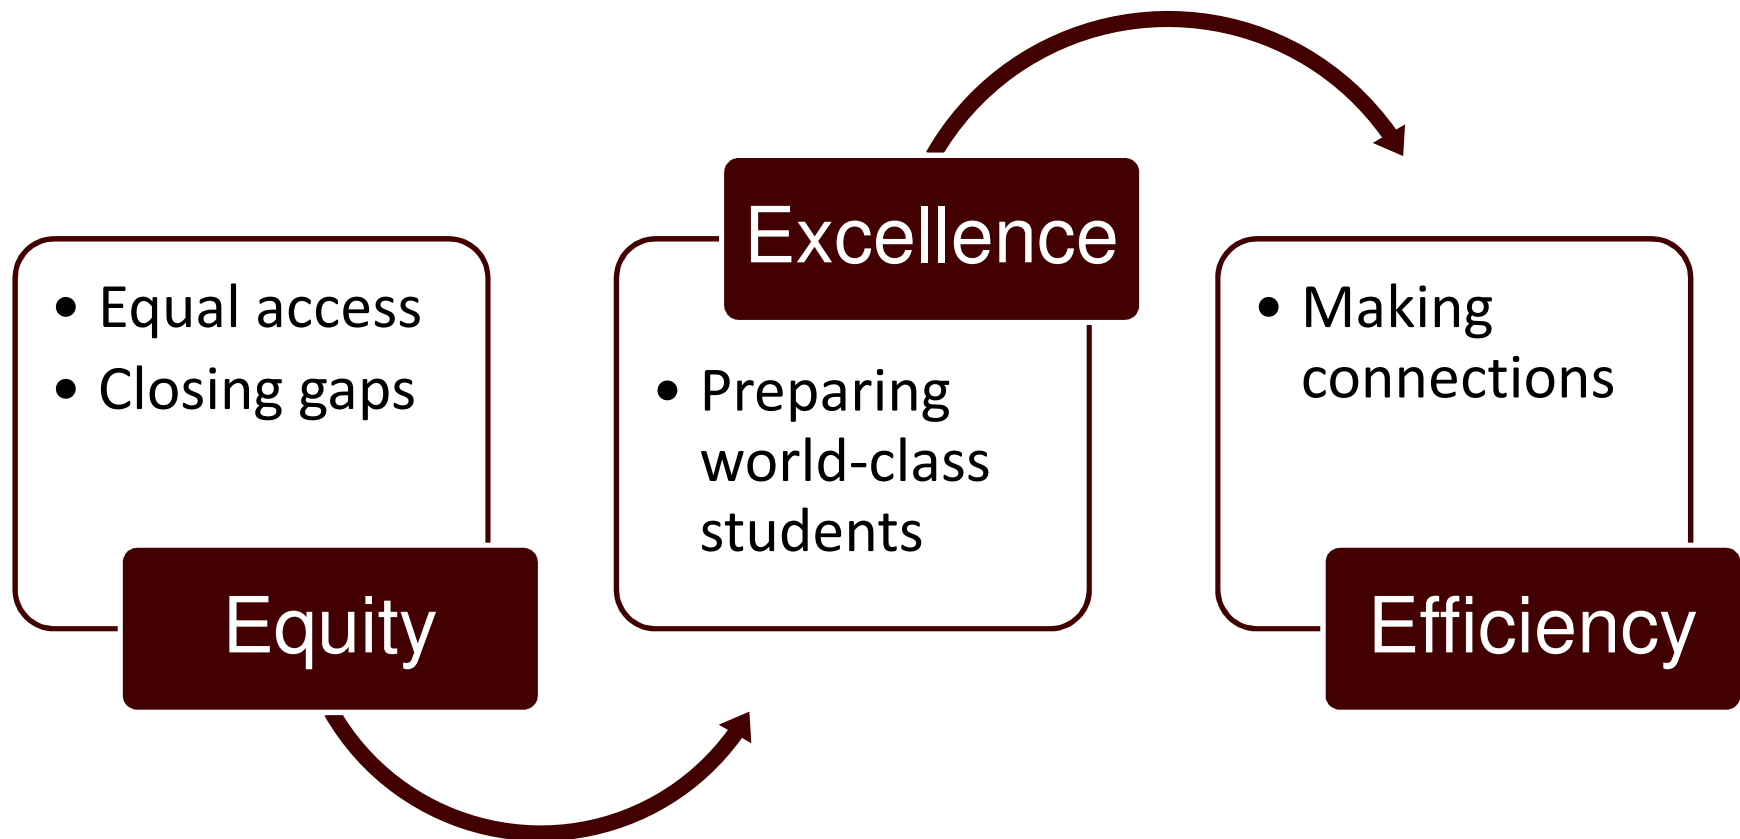 • Equal access
• Closing gaps
Equity
Excellence
• Preparing
world-class
students
• Making
connections
Efficiency